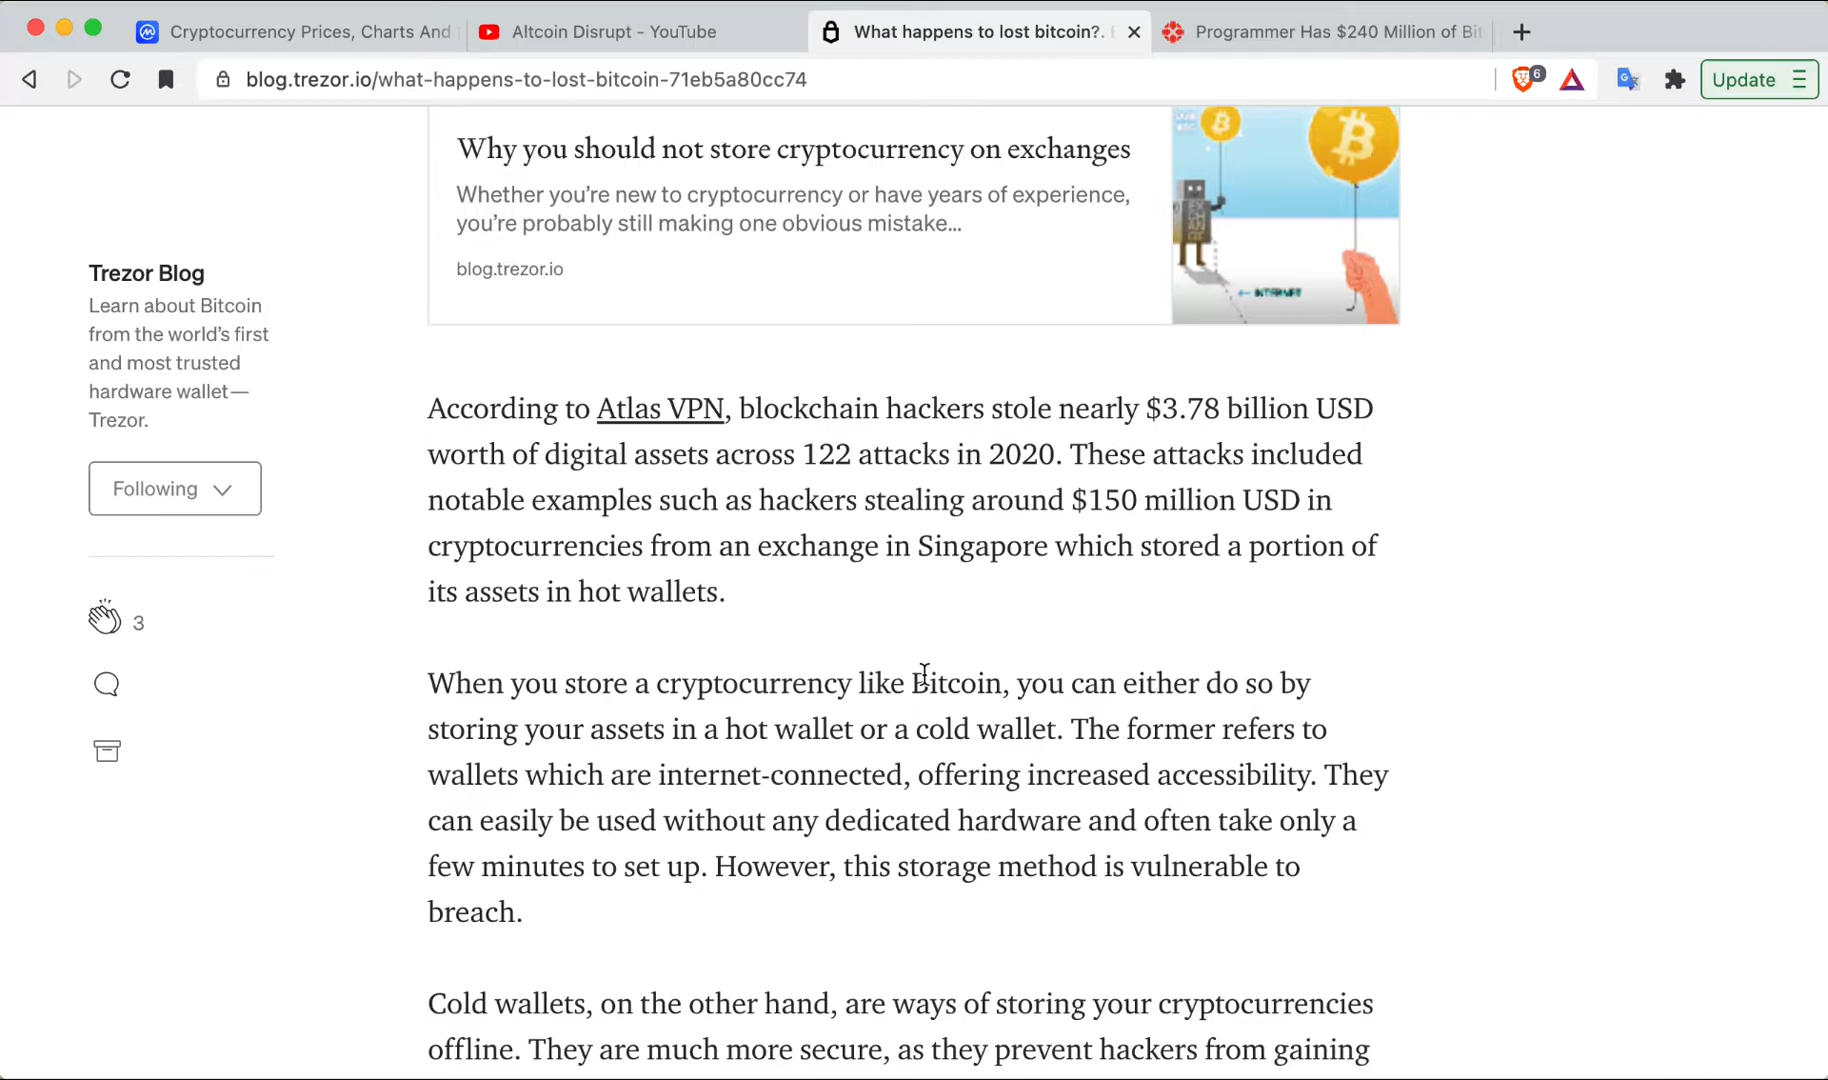 Cryptocurrency Prices, Charts And
Altcoin Disrupt - YouTube
What happens to lost bitcoin?.
Programmer Has $240 Million of Bit
blog.trezor.io/what-happens-to-lost-bitcoin-71eb5a80cc74
6
Update
Why you should not store cryptocurrency on exchanges
Whether you’re new to cryptocurrency or have years of experience,
you’re probably still making one obvious mistake...
blog.trezor.io
INTERNET
Trezor Blog
Learn about Bitcoin
from the world’s first
and most trusted
hardware wallet—
Trezor.
Following
3
According to Atlas VPN, blockchain hackers stole nearly $3.78 billion USD
worth of digital assets across 122 attacks in 2020. These attacks included
notable examples such as hackers stealing around $150 million USD in
cryptocurrencies from an exchange in Singapore which stored a portion of
its assets in hot wallets.
When you store a cryptocurrency like Bitcoin, you can either do so by
storing your assets in a hot wallet or a cold wallet. The former refers to
wallets which are internet-connected, offering increased accessibility. They
can easily be used without any dedicated hardware and often take only a
few minutes to set up. However, this storage method is vulnerable to
breach.
Cold wallets, on the other hand, are ways of storing your cryptocurrencies
offline. They are much more secure, as they prevent hackers from gaining